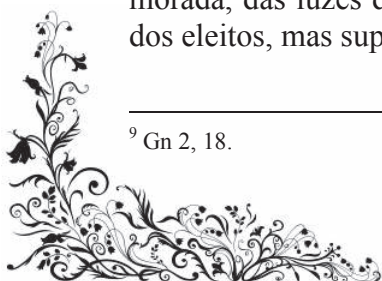 morada, das luzes d
dos eleitos, mas sup
9 Gn 2, 18.